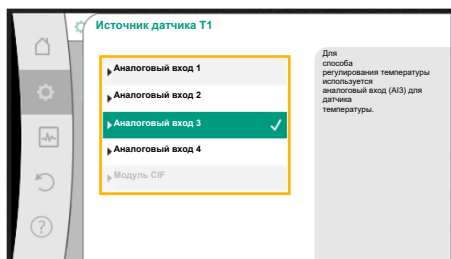 Источник датчика T1
Аналоговый вход 1
Аналоговый вход 2
Аналоговый вход 3
Аналоговый вход 4
Модуль CIF
Для
способа
регулирования температуры
используется
аналоговый вход (AI3) для
датчика
температуры.